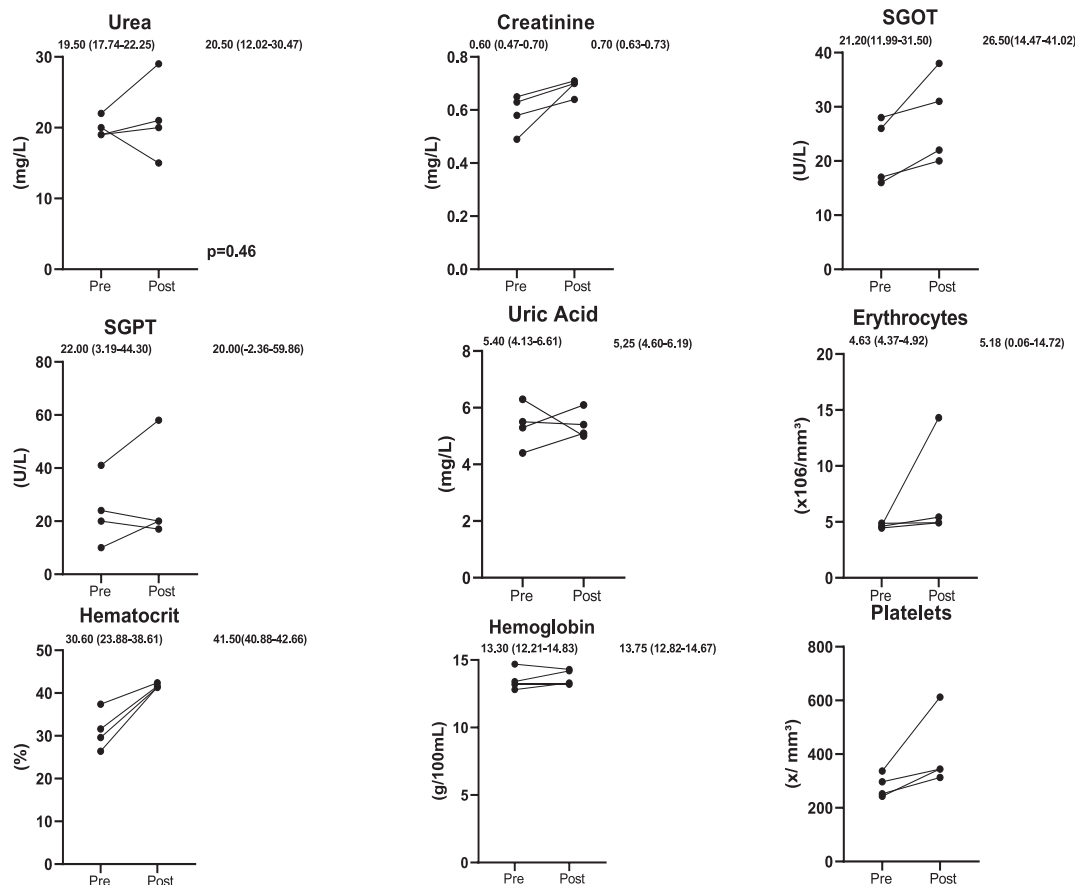 Urea
19.50 (17.74-22.25) 20.50 (12.02-30.47)
30
20
10
0
(mg/L)
p=0.46
Pre Post
Creatinine
0.60 (0.47-0.70) 0.70 (0.63-0.73)
0.8
0.6
0.4
0.2
0.0
(mg/L)
Pre Post
SGOT
21.20(11.99-31.50) 26.50(14.47-41.02)
40
30
20
10
0
(U/L)
Pre Post
SGPT
22.00 (3.19-44.30) 20.00(-2.36-59.86)
80
60
40
20
0
(U/L)
Pre Post
Uric Acid
5.40 (4.13-6.61) 5,25 (4.60-6.19)
8
6
4
2
0
(mg/L)
Pre Post
Erythrocytes
4.63 (4.37-4.92) 5.18 (0.06-14.72)
20
15
10
5
0
(x106/mm³)
Pre Post
Hematocrit
30.60 (23.88-38.61) 41.50(40.88-42.66)
50
40
30
20
10
0
(%)
Pre Post
Hemoglobin
13.30 (12.21-14.83) 13.75 (12.82-14.67)
15
10
5
0
(g/100mL)
Pre Post
Platelets
800
600
400
200
0
(x/ mm³)
Pre Post